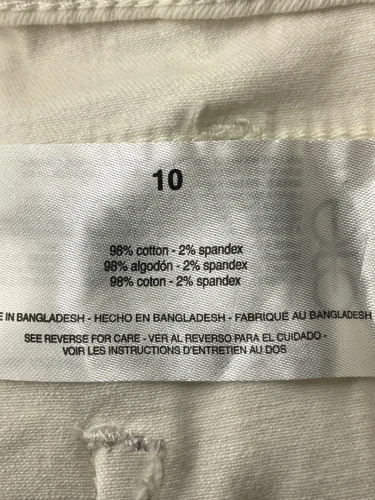 10
98% cotton - 2% spandex
98% algodón - 2% spandex
98% coton - 2% spandex
E IN BANGLADESH - HECHO EN BANGLADESH - FABRIQUÉ AU BANGLADESH
SEE REVERSE FOR CARE - VER AL REVERSO PARA EL CUIDADO -
VOIR LES INSTRUCTIONS D'ENTRETIEN AU DOS